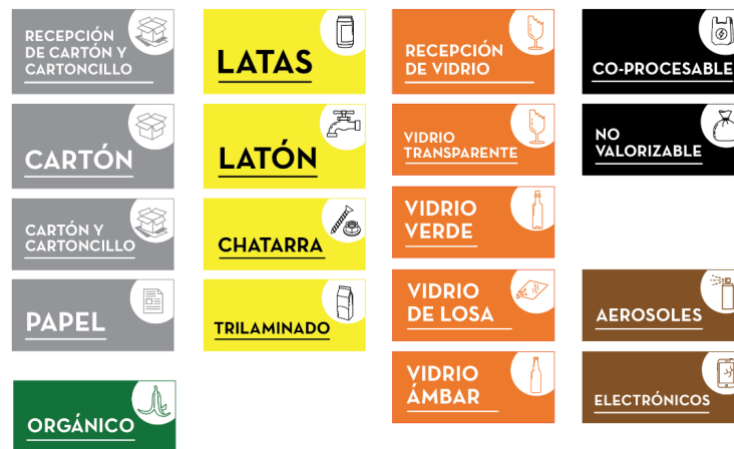 RECEPCIÓN
DE CARTÓN Y
CARTONCILLO
CARTÓN
CARTÓN Y
CARTONCILLO
PAPEL
ORGÁNICO
LATAS
LATÓN
CHATARRA
TRILAMINADO
RECEPCIÓN
DE VIDRIO
VIDRIO
TRANSPARENTE
VIDRIO
VERDE
VIDRIO
DE LOSA
VIDRIO
ÁMBAR
CO-PROCESABLE
NO
VALORIZABLE
AEROSOLES
ELECTRÓNICOS